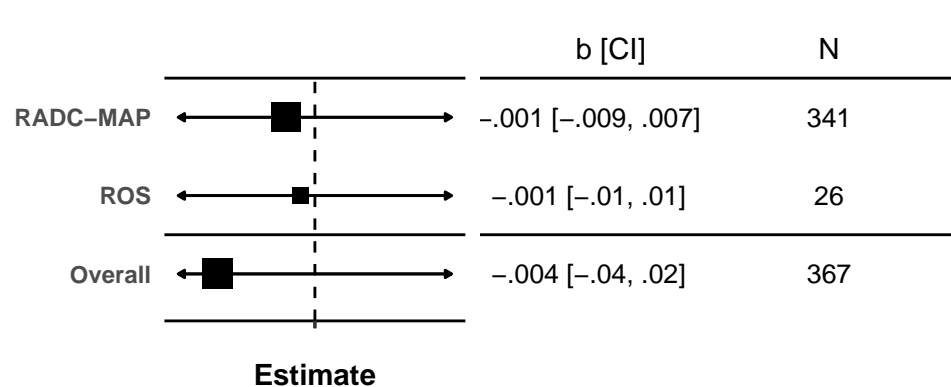 b [CI] N
RADC−MAP −.001 [−.009, .007] 341
ROS −.001 [−.01, .01] 26
Overall −.004 [−.04, .02] 367
Estimate